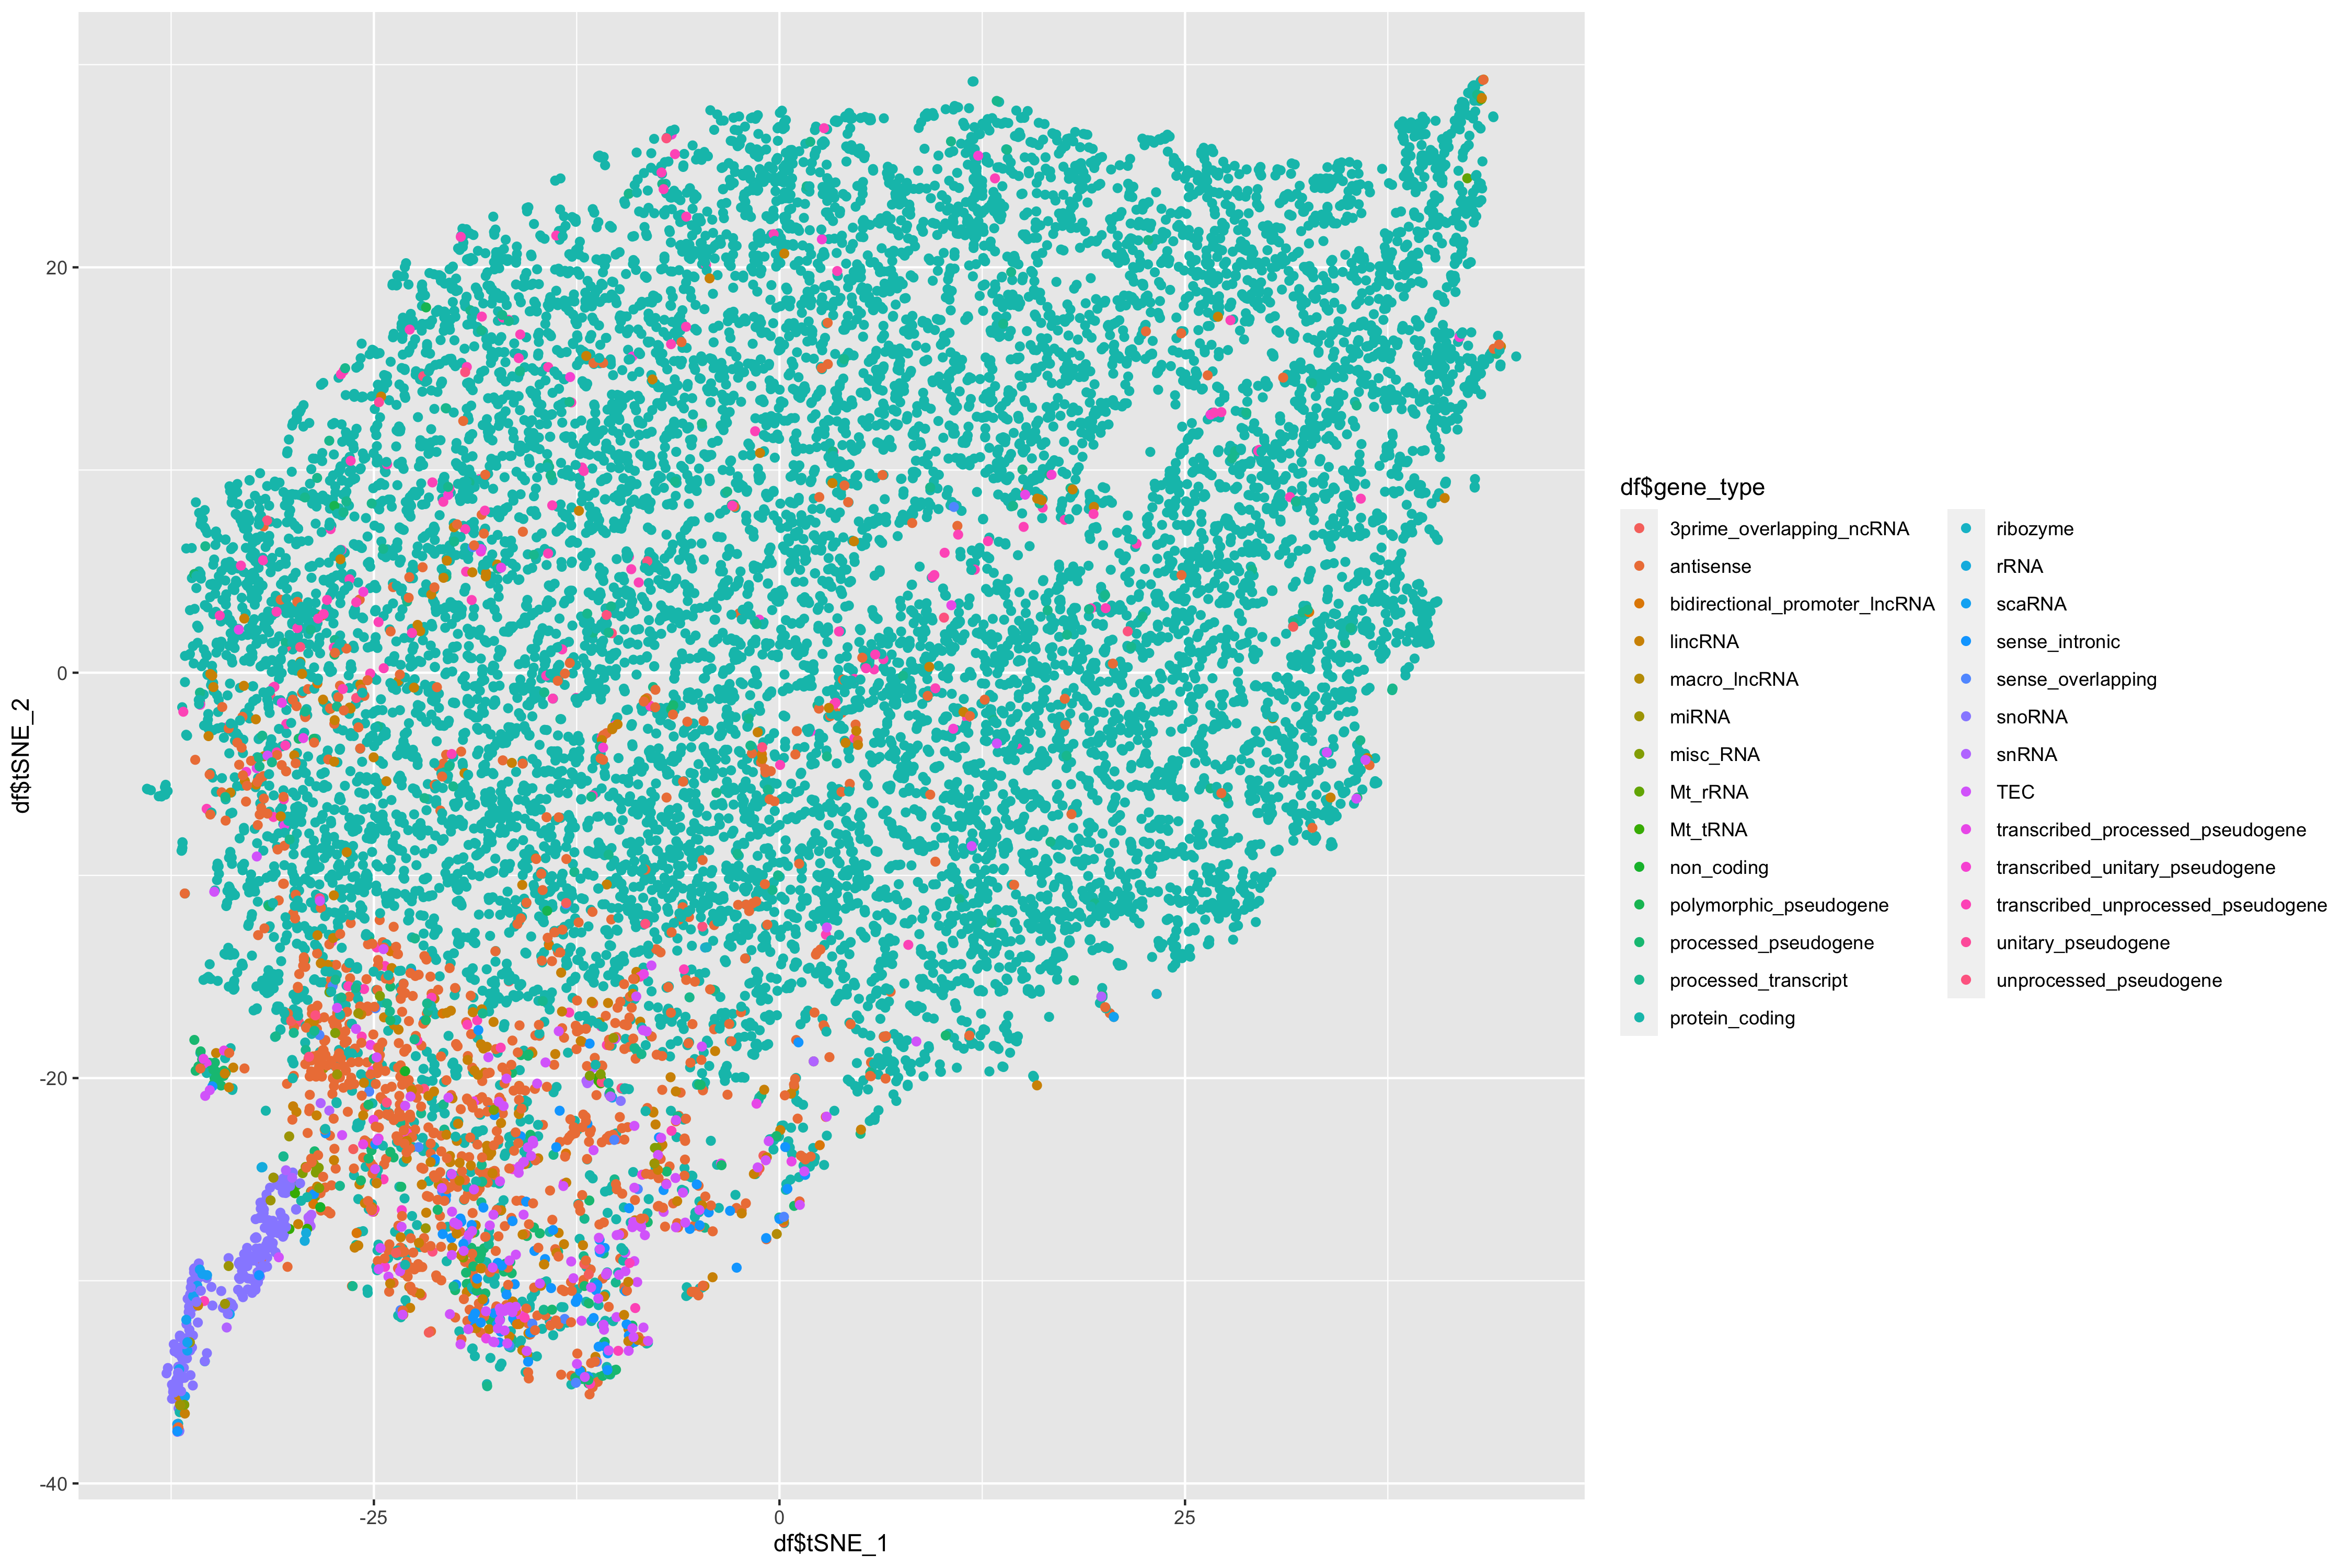 20
0
-20
-40
-25
0
25
df$tSNE_1
df$tSNE_2
df$gene_type
3prime_overlapping_ncRNA
antisense
bidirectional_promoter_lncRNA
lincRNA
macro_lncRNA
miRNA
misc_RNA
Mt_rRNA
Mt_tRNA
non_coding
polymorphic_pseudogene
processed_pseudogene
processed_transcript
protein_coding
ribozyme
rRNA
scaRNA
sense_intronic
sense_overlapping
snoRNA
snRNA
TEC
transcribed_processed_pseudogene
transcribed_unitary_pseudogene
transcribed_unprocessed_pseudogene
unitary_pseudogene
unprocessed_pseudogene